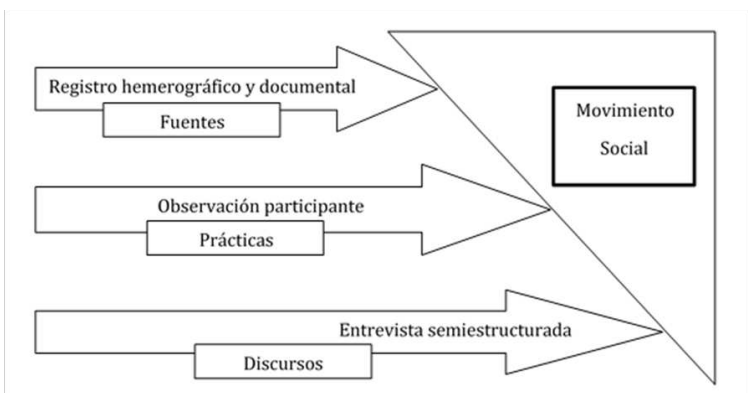 Registro hemerográfico y documental
Fuentes
Movimiento
Social
Observación participante
Prácticas
Entrevista semiestructurada
Discursos